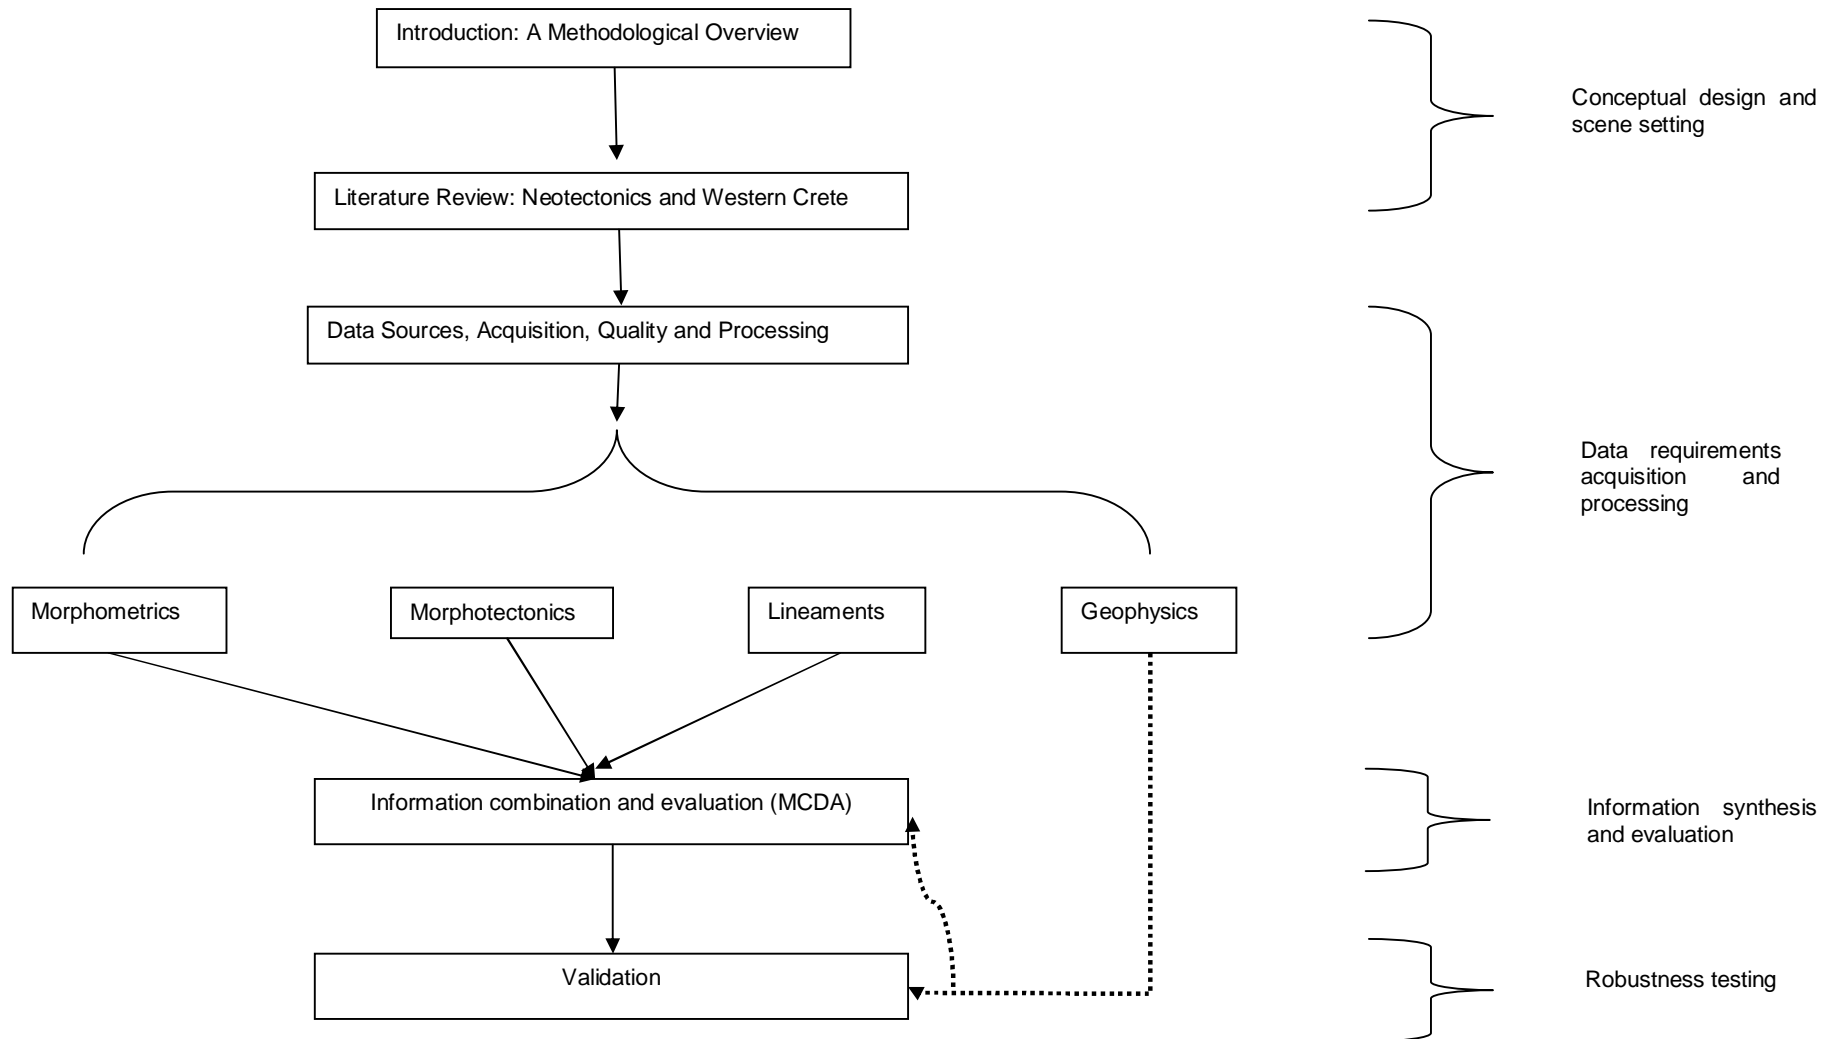 Introduction: A Methodological Overview
Conceptual design and
scene setting
Literature Review: Neotectonics and Western Crete
Data Sources, Acquisition, Quality and Processing
Data requirements
acquisition and
processing
Morphometrics
Morphotectonics
Lineaments
Geophysics
Information combination and evaluation (MCDA)
Information synthesis
and evaluation
Validation
Robustness testing